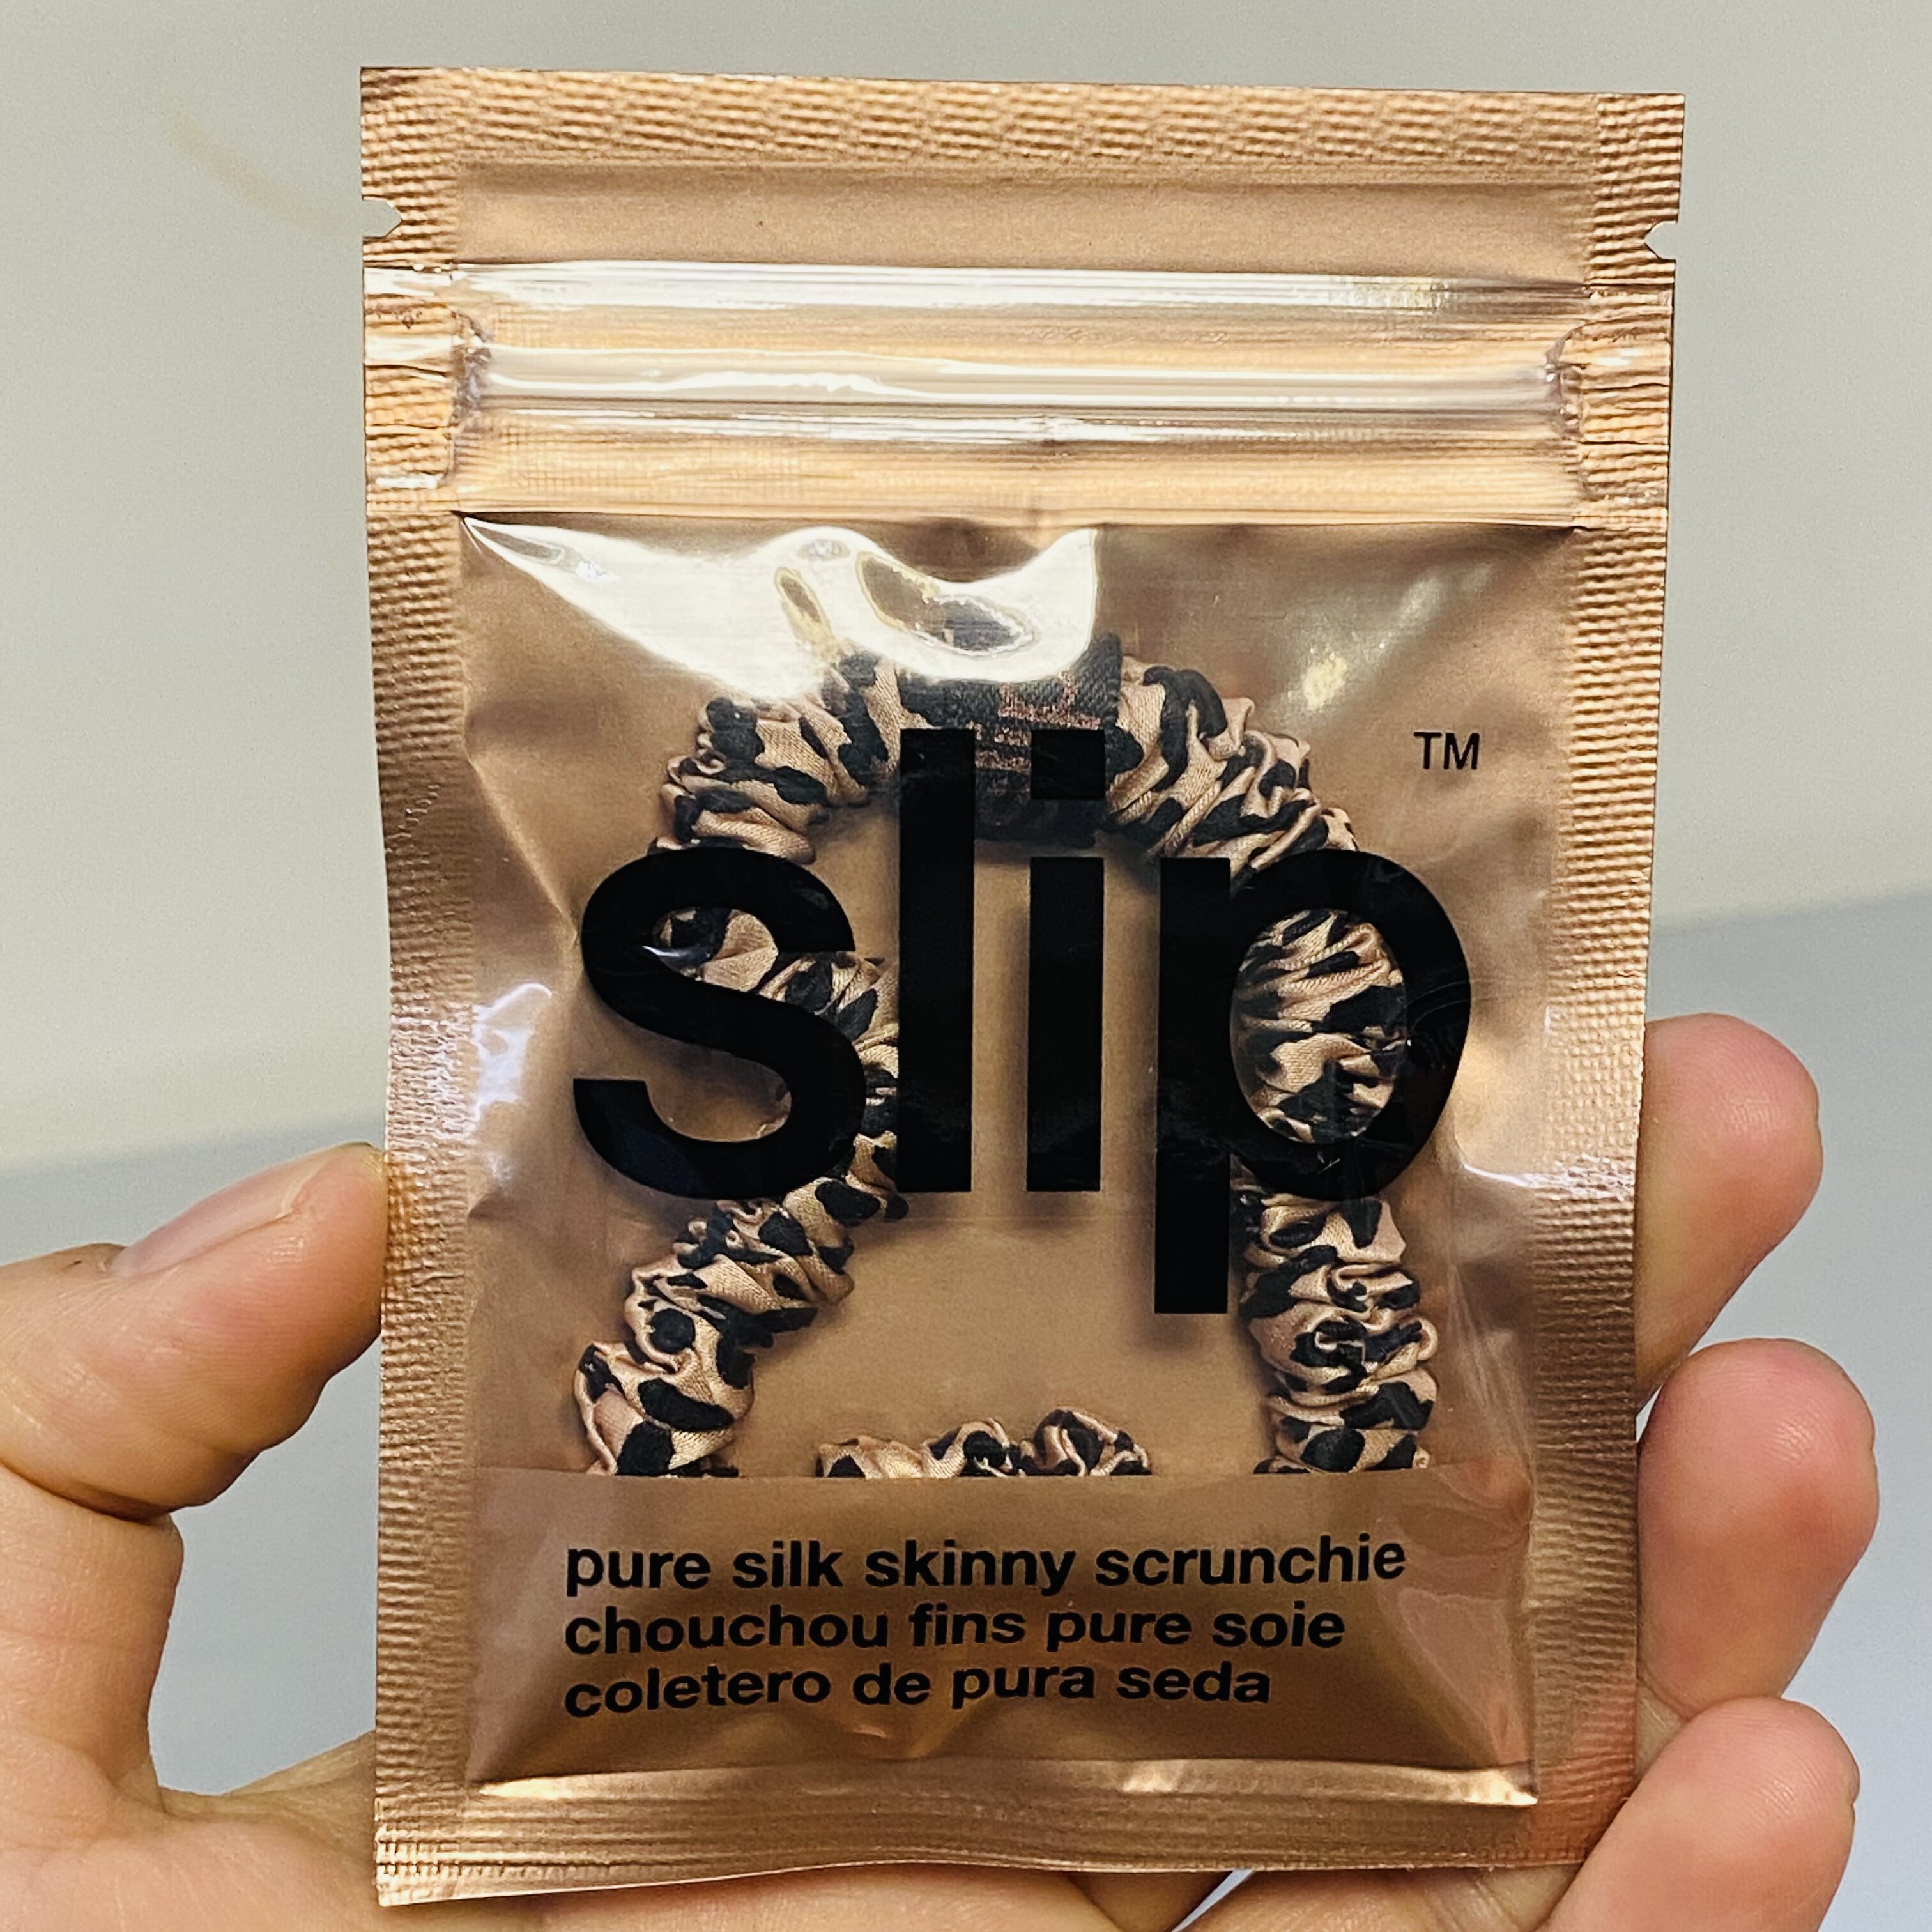 slip
TM
pure silk skinny scrunchie
chouchou fins pure soie
coletero de pura seda